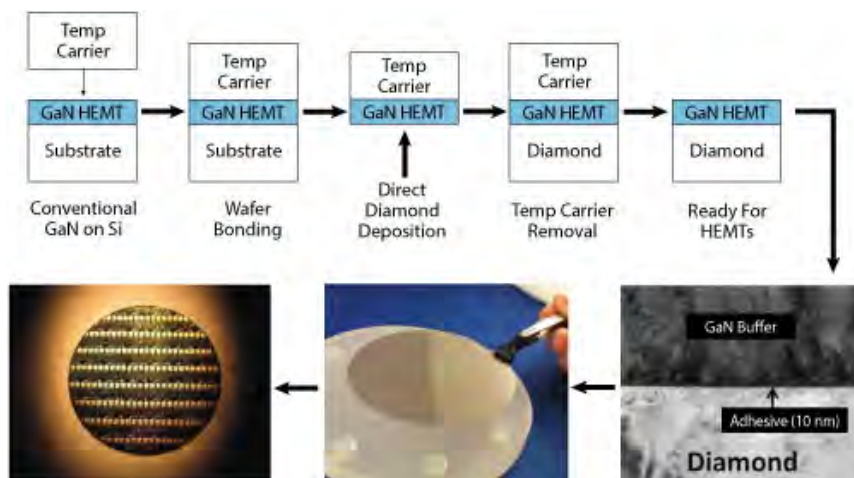 Temp
Carrier
GaN HEMT
Substrate
Conventional
GaN on Si
Temp
Carrier
GaN HEMT
Substrate
Wafer
Bonding
Temp
Carrier
GaN HEMT
Direct
Diamond
Deposition
Temp
Carrier
GaN HEMT
Diamond
Temp Carrier
Removal
GaN HEMT
Diamond
Ready For
HEMTs
GaN Buffer
Adhesive (10 nm)
Diamond